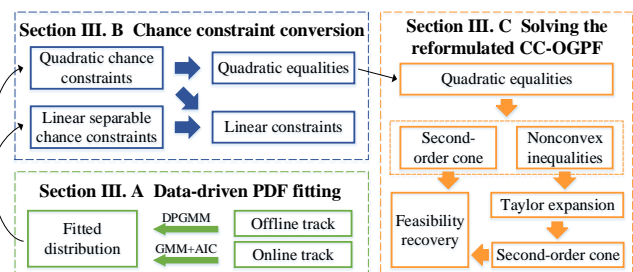 Section III. B Chance constraint conversion
Quadratic chance
constraints
Quadratic equalities
Linear separable
chance constraints
Linear constraints
Section III. A Data-driven PDF fitting
Fitted
distribution
DPGMM
Offline track
GMM+AIC
Online track
Section III. C Solving the
reformulated CC-OGPF
Quadratic equalities
Second-
order cone
Nonconvex
inequalities
Taylor expansion
Feasibility
recovery
Second-order cone